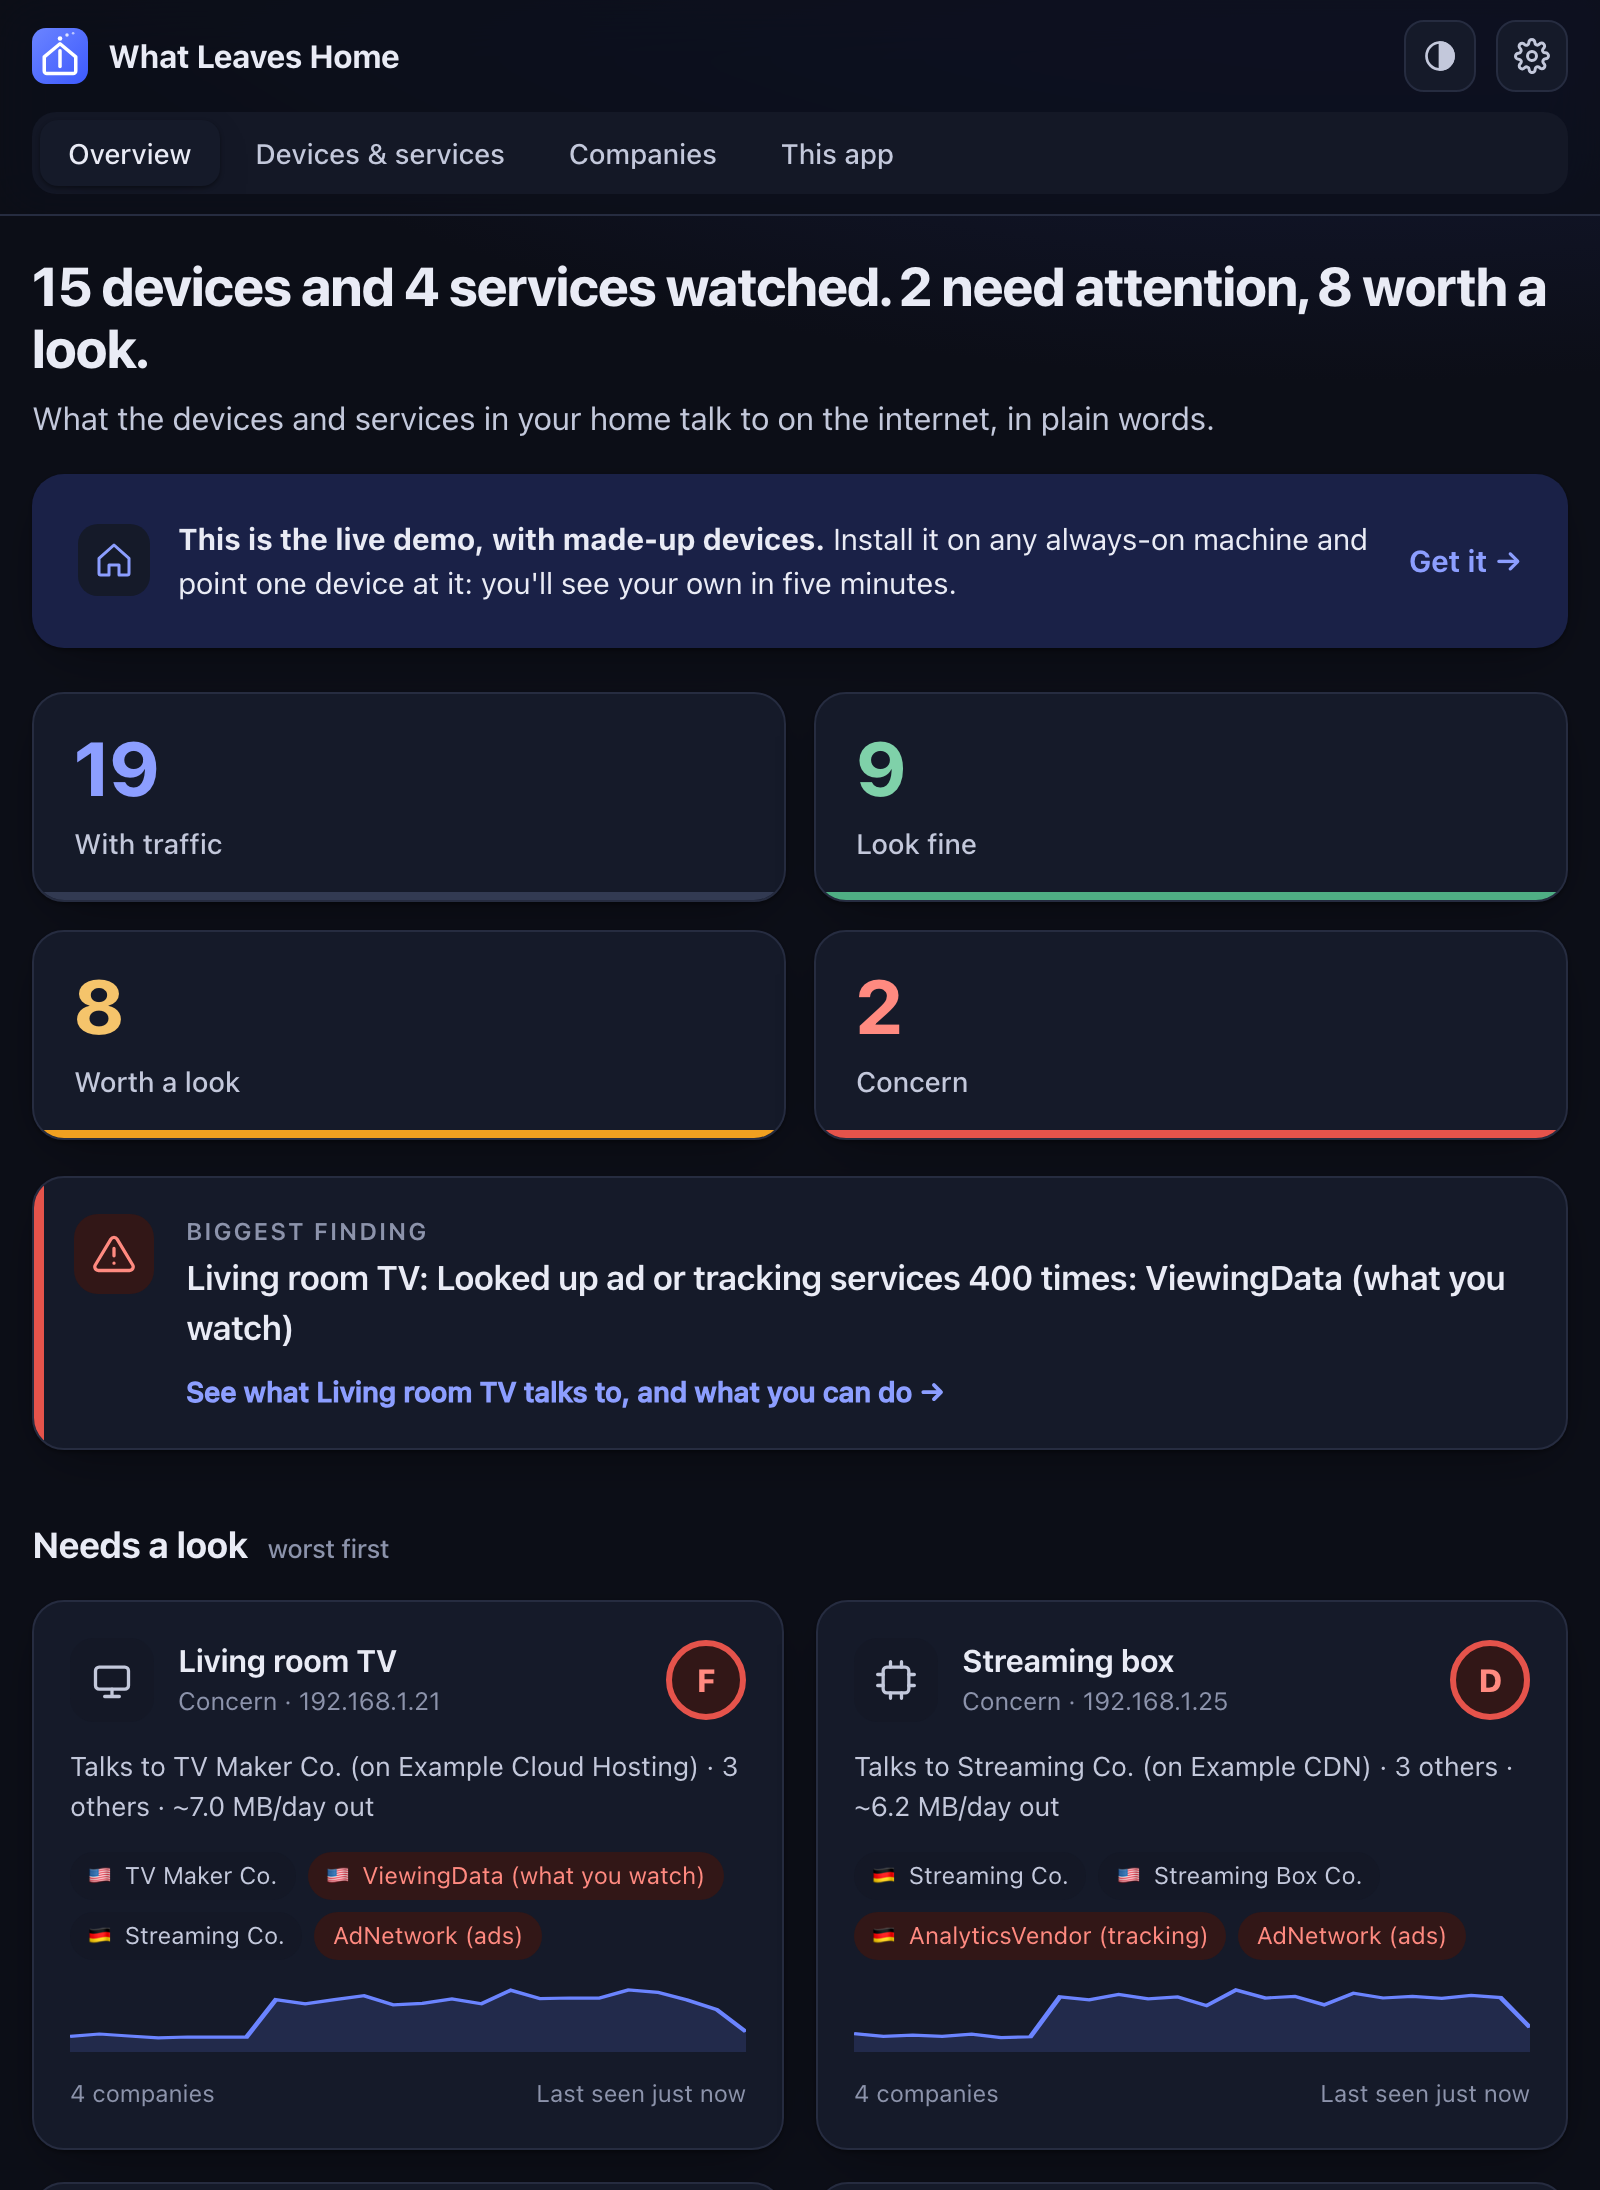 What Leaves Home
Overview
Devices & services
Companies
This app
15 devices and 4 services watched. 2 need attention, 8 worth a
look.
What the devices and services in your home talk to on the internet, in plain words.
This is the live demo, with made-up devices. Install it on any always-on machine and
point one device at it: you'll see your own in five minutes.
Get it →
19
With traffic
9
Look fine
8
Worth a look
2
Concern
BIGGEST FINDING
Living room TV: Looked up ad or tracking services 400 times: ViewingData (what you
watch)
See what Living room TV talks to, and what you can do →
Needs a look worst first
Living room TV
Concern · 192.168.1.21
F
Talks to TV Maker Co. (on Example Cloud Hosting) · 3
others · ~7.0 MB/day out
🇺🇸 TV Maker Co.
🇺🇸 ViewingData (what you watch)
🇩🇪 Streaming Co.
AdNetwork (ads)
4 companies
Last seen just now
Streaming box
Concern · 192.168.1.25
D
Talks to Streaming Co. (on Example CDN) · 3 others ·
~6.2 MB/day out
🇩🇪 Streaming Co.
🇺🇸 Streaming Box Co.
🇩🇪 AnalyticsVendor (tracking)
AdNetwork (ads)
4 companies
Last seen just now